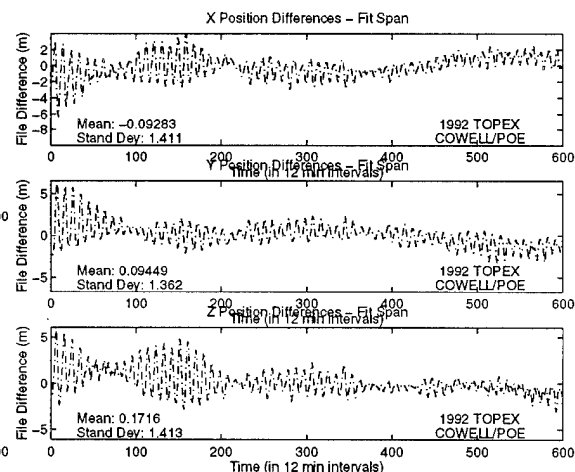 X Position Differences – Fit Span
File Difference (m)
2
0
-2
-4
-6
-8
Mean: -0.09283
Stand Dev: 1.411
1992 TOPEX
COWELL/POE
0 100 200 300 400 500 600
Time (in 12 min intervals)
Y Position Differences – Fit Span
File Difference (m)
5
0
-5
Mean: 0.09449
Stand Dev: 1.362
1992 TOPEX
COWELL/POE
0 100 200 300 400 500 600
Time (in 12 min intervals)
Z Position Differences – Fit Span
File Difference (m)
5
0
-5
Mean: 0.1716
Stand Dev: 1.413
1992 TOPEX
COWELL/POE
0 100 200 300 400 500 600
Time (in 12 min intervals)